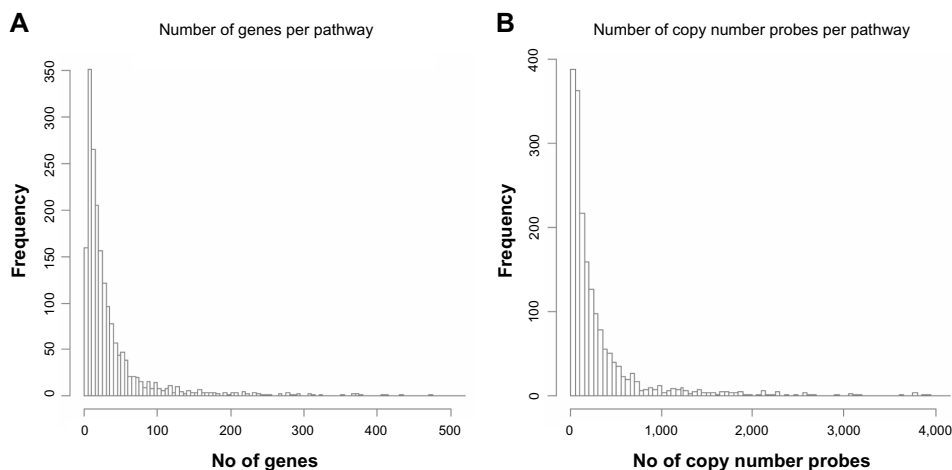 A
Number of genes per pathway
350
300
250
200
150
100
50
0
Frequency
0 100 200 300 400 500
No of genes
B
Number of copy number probes per pathway
400
300
200
100
0
Frequency
0 1,000 2,000 3,000 4,000
No of copy number probes